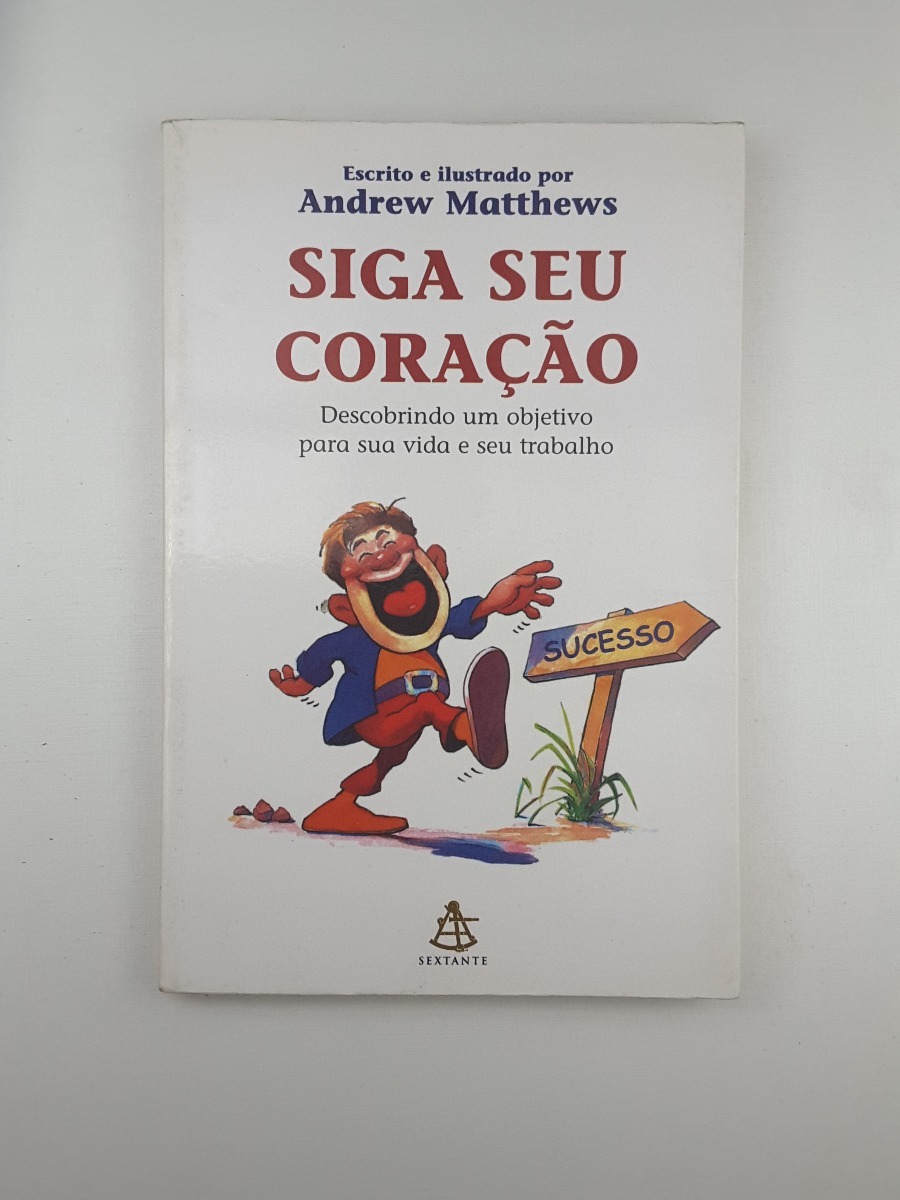 Escrito e ilustrado por
Andrew Matthews
SIGA SEU
CORAÇÃO
Descobrindo um objetivo
para sua vida e seu trabalho
SUCESSO
SEXTANTE